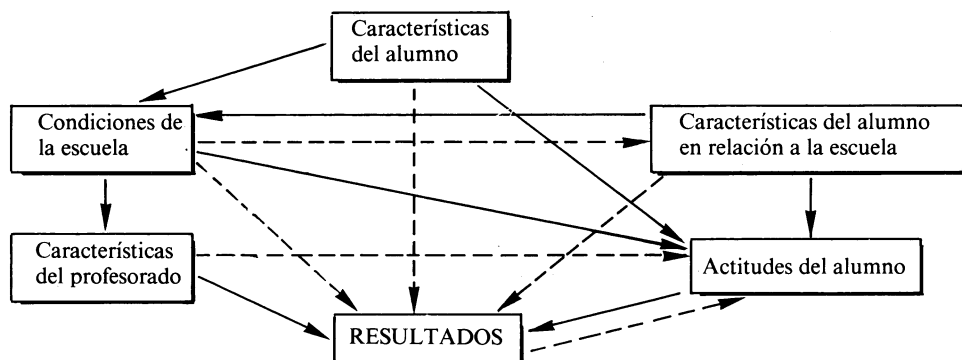 Características
del alumno
Condiciones de
la escuela
Características del alumno
en relación a la escuela
Características
del profesorado
Actitudes del alumno
RESULTADOS